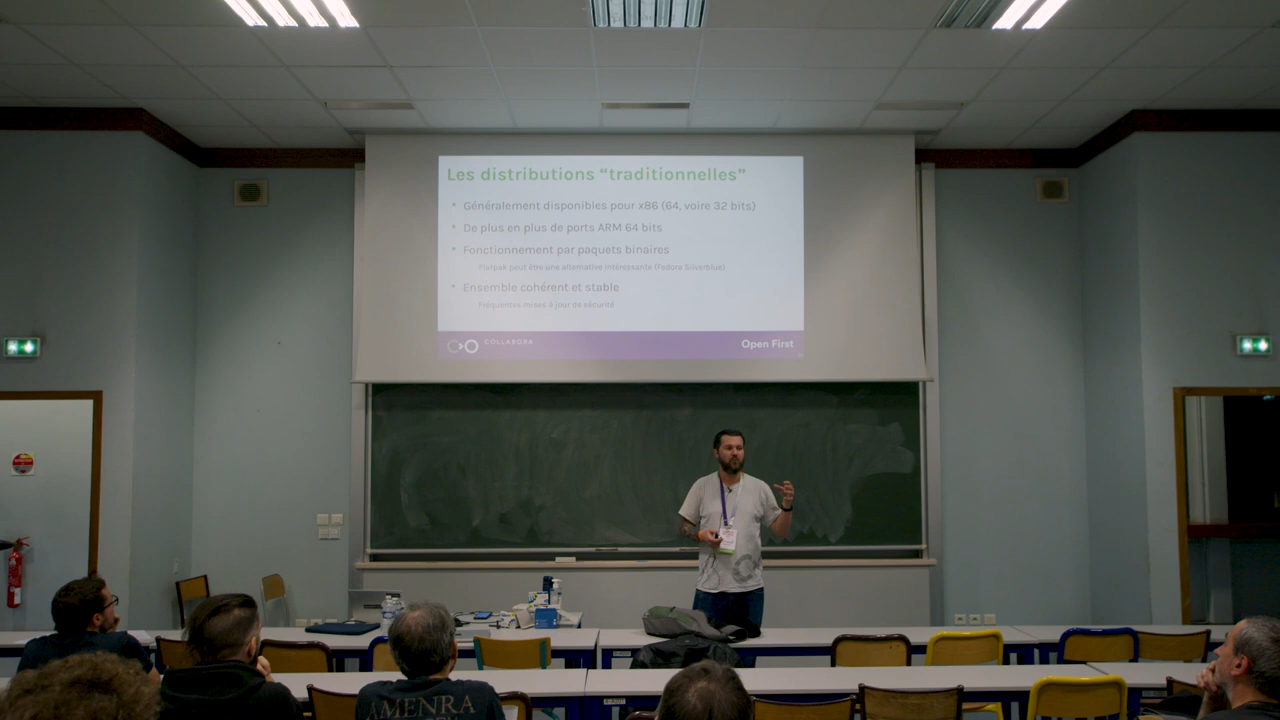 Les distributions “traditionnelles”
• Généralement disponibles pour x86 (64, voire 32 bits)
• De plus en plus de ports ARM 64 bits
• Fonctionnement par paquets binaires
Flatpak peut être une alternative intéressante (Fedora Silverblue)
• Ensemble cohérent et stable
Fréquentes mises à jour de sécurité
COLLABORA
Open First
AMENRA